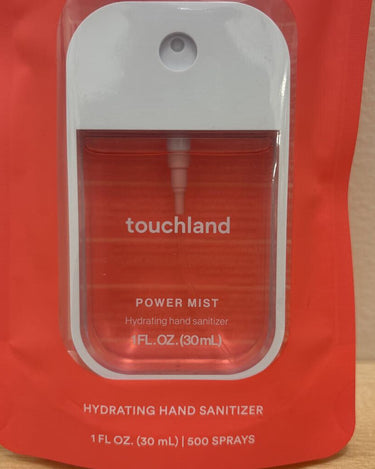 touchland
POWER MIST
Hydrating hand sanitizer
1FL.OZ.(30mL)
HYDRATING HAND SANITIZER
1 FL OZ. (30 mL) | 500 SPRAYS